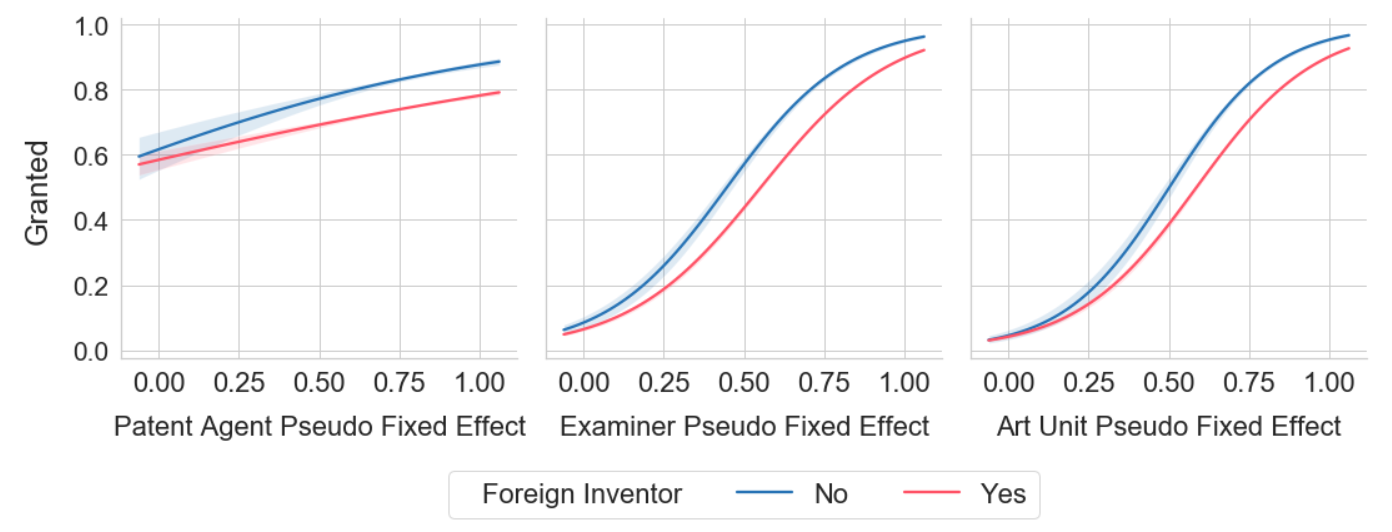 Granted
1.0
0.8
0.6
0.4
0.2
0.0
0.00 0.25 0.50 0.75 1.00
Patent Agent Pseudo Fixed Effect
0.00 0.25 0.50 0.75 1.00
Examiner Pseudo Fixed Effect
0.00 0.25 0.50 0.75 1.00
Art Unit Pseudo Fixed Effect
Foreign Inventor No Yes